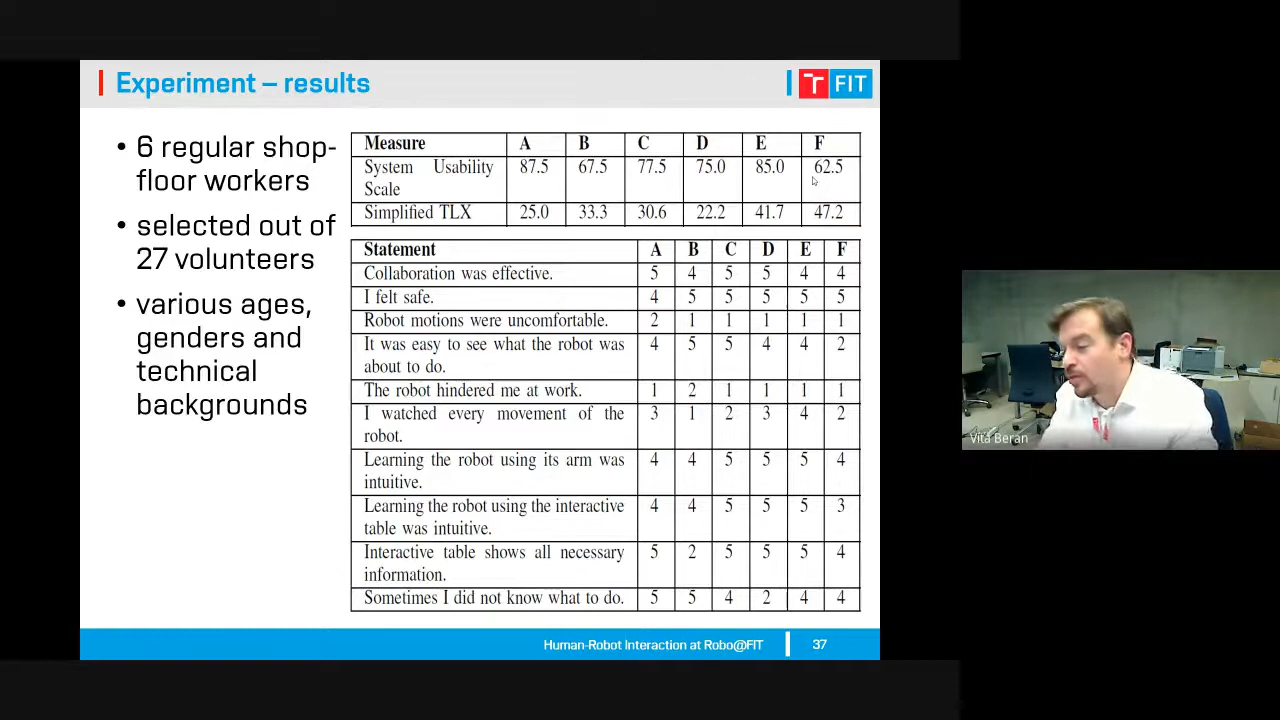 Experiment – results
T FIT
• 6 regular shop-
floor workers
• selected out of
27 volunteers
• various ages,
genders and
technical
backgrounds
Measure A B C D E F
System Usability 87.5 67.5 77.5 75.0 85.0 62.5
Scale
Simplified TLX 25.0 33.3 30.6 22.2 41.7 47.2
Statement A B C D E F
Collaboration was effective. 5 4 5 5 4 4
I felt safe. 4 5 5 5 5 5
Robot motions were uncomfortable. 2 1 1 1 1 1
It was easy to see what the robot was 4 5 5 4 4 2
about to do.
The robot hindered me at work. 1 2 1 1 1 1
I watched every movement of the 3 1 2 3 4 2
robot.
Learning the robot using its arm was 4 4 5 5 5 4
intuitive.
Learning the robot using the interactive 4 4 5 5 5 3
table was intuitive.
Interactive table shows all necessary 5 2 5 5 5 4
information.
Sometimes I did not know what to do. 5 5 4 2 4 4
Human-Robot Interaction at Robo@FIT 37
Vita Beran